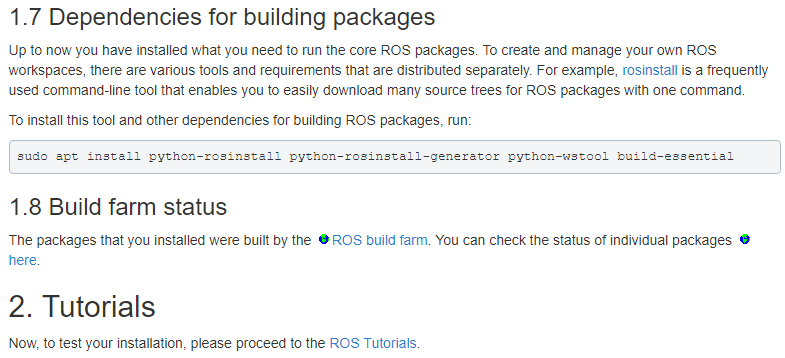 1.7 Dependencies for building packages
Up to now you have installed what you need to run the core ROS packages. To create and manage your own ROS
workspaces, there are various tools and requirements that are distributed separately. For example, rosinstall is a frequently
used command-line tool that enables you to easily download many source trees for ROS packages with one command.
To install this tool and other dependencies for building ROS packages, run:
sudo apt install python-rosinstall python-rosinstall-generator python-wstool build-essential
1.8 Build farm status
The packages that you installed were built by the ROS build farm. You can check the status of individual packages
here.
2. Tutorials
Now, to test your installation, please proceed to the ROS Tutorials.